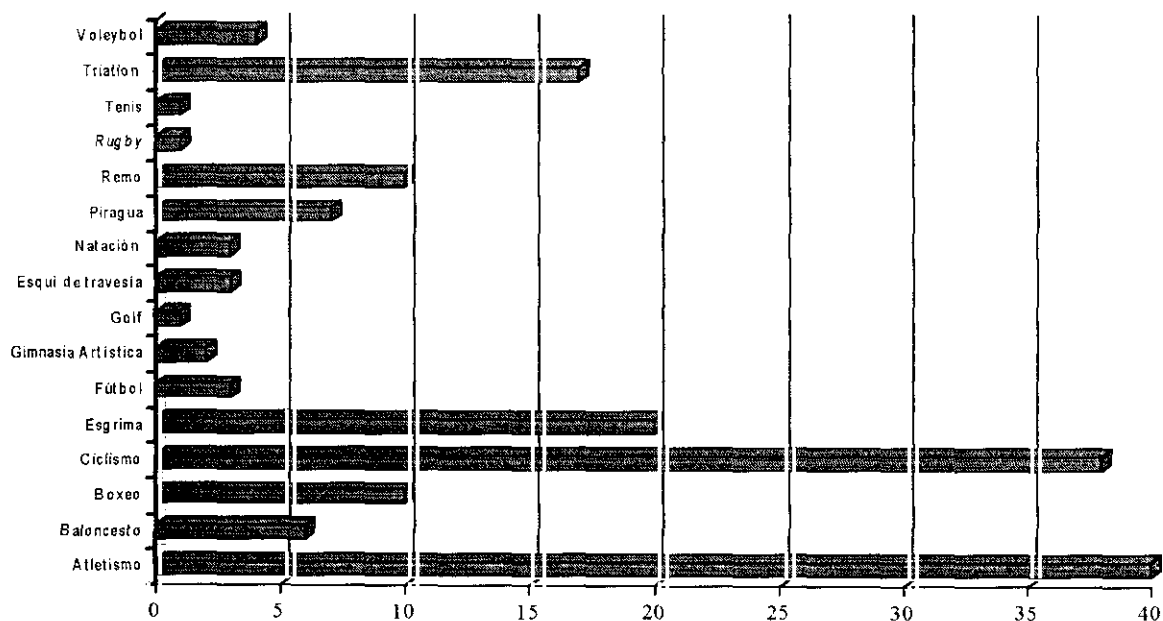 Voleybol
Triatlon
Tenis
Rugby
Remo
Piragua
Natación
Esqui de travesía
Golf
Gimnasia Artística
Fútbol
Esgrima
Ciclismo
Boxeo
Baloncesto
Atletismo
0 5 10 15 20 25 30 35 40